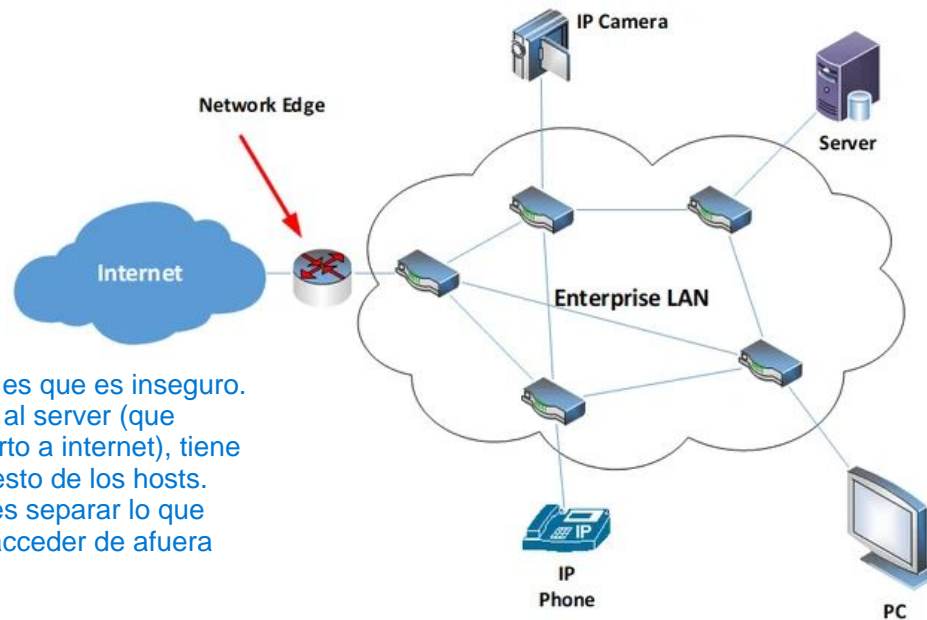 IP Camera
Network Edge
Server
Internet
Enterprise LAN
es que es inseguro.
al server (que
rto a internet), tiene
esto de los hosts.
es separar lo que
acceder de afuera
IP
IP
Phone
PC